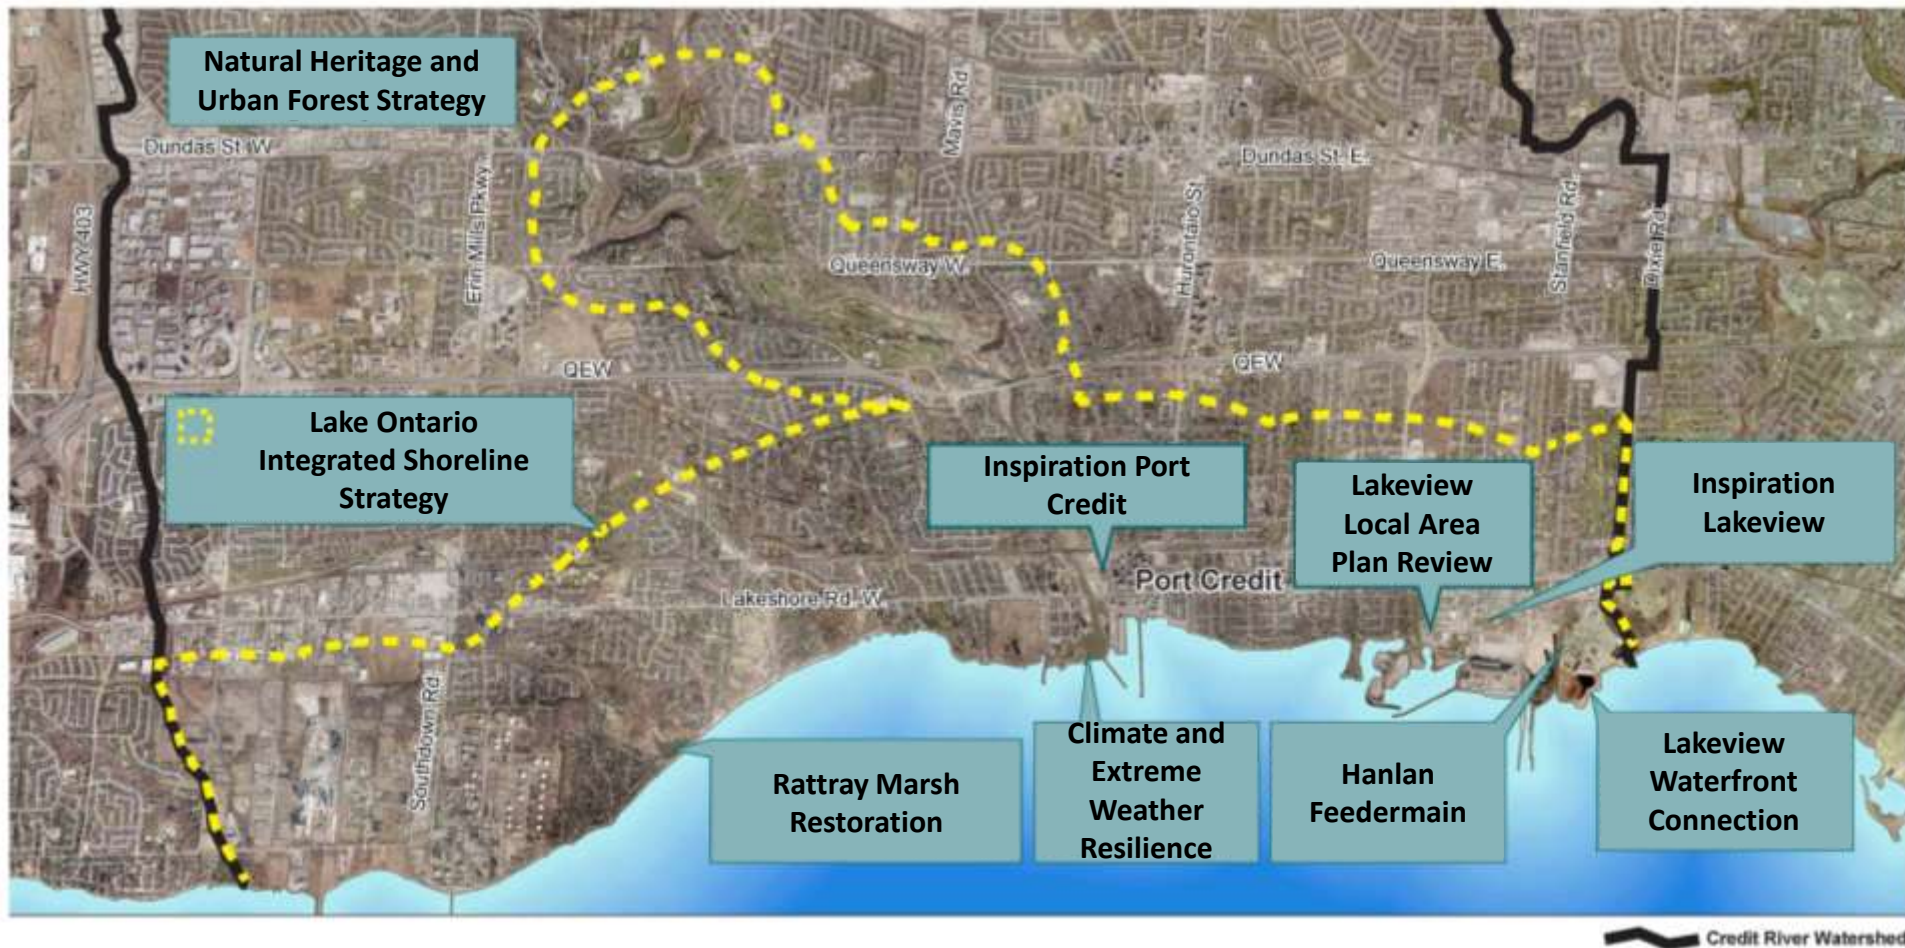 Natural Heritage and
Urban Forest Strategy
Dundas St W
Mavis Rd
Dundas St. E.
HWY 403
Erin Mills Pkwy
Queensway W.
Hurontario St
Queensway E.
Stanfield Rd.
Dixie Rd
QEW
QEW
Lake Ontario
Integrated Shoreline
Strategy
Inspiration Port
Credit
Lakeview
Local Area
Plan Review
Inspiration
Lakeview
Port Credit
Lakeshore Rd. W.
Southdown Rd.
Rattray Marsh
Restoration
Climate and
Extreme
Weather
Resilience
Hanlan
Feedermain
Lakeview
Waterfront
Connection
Credit River Watershed